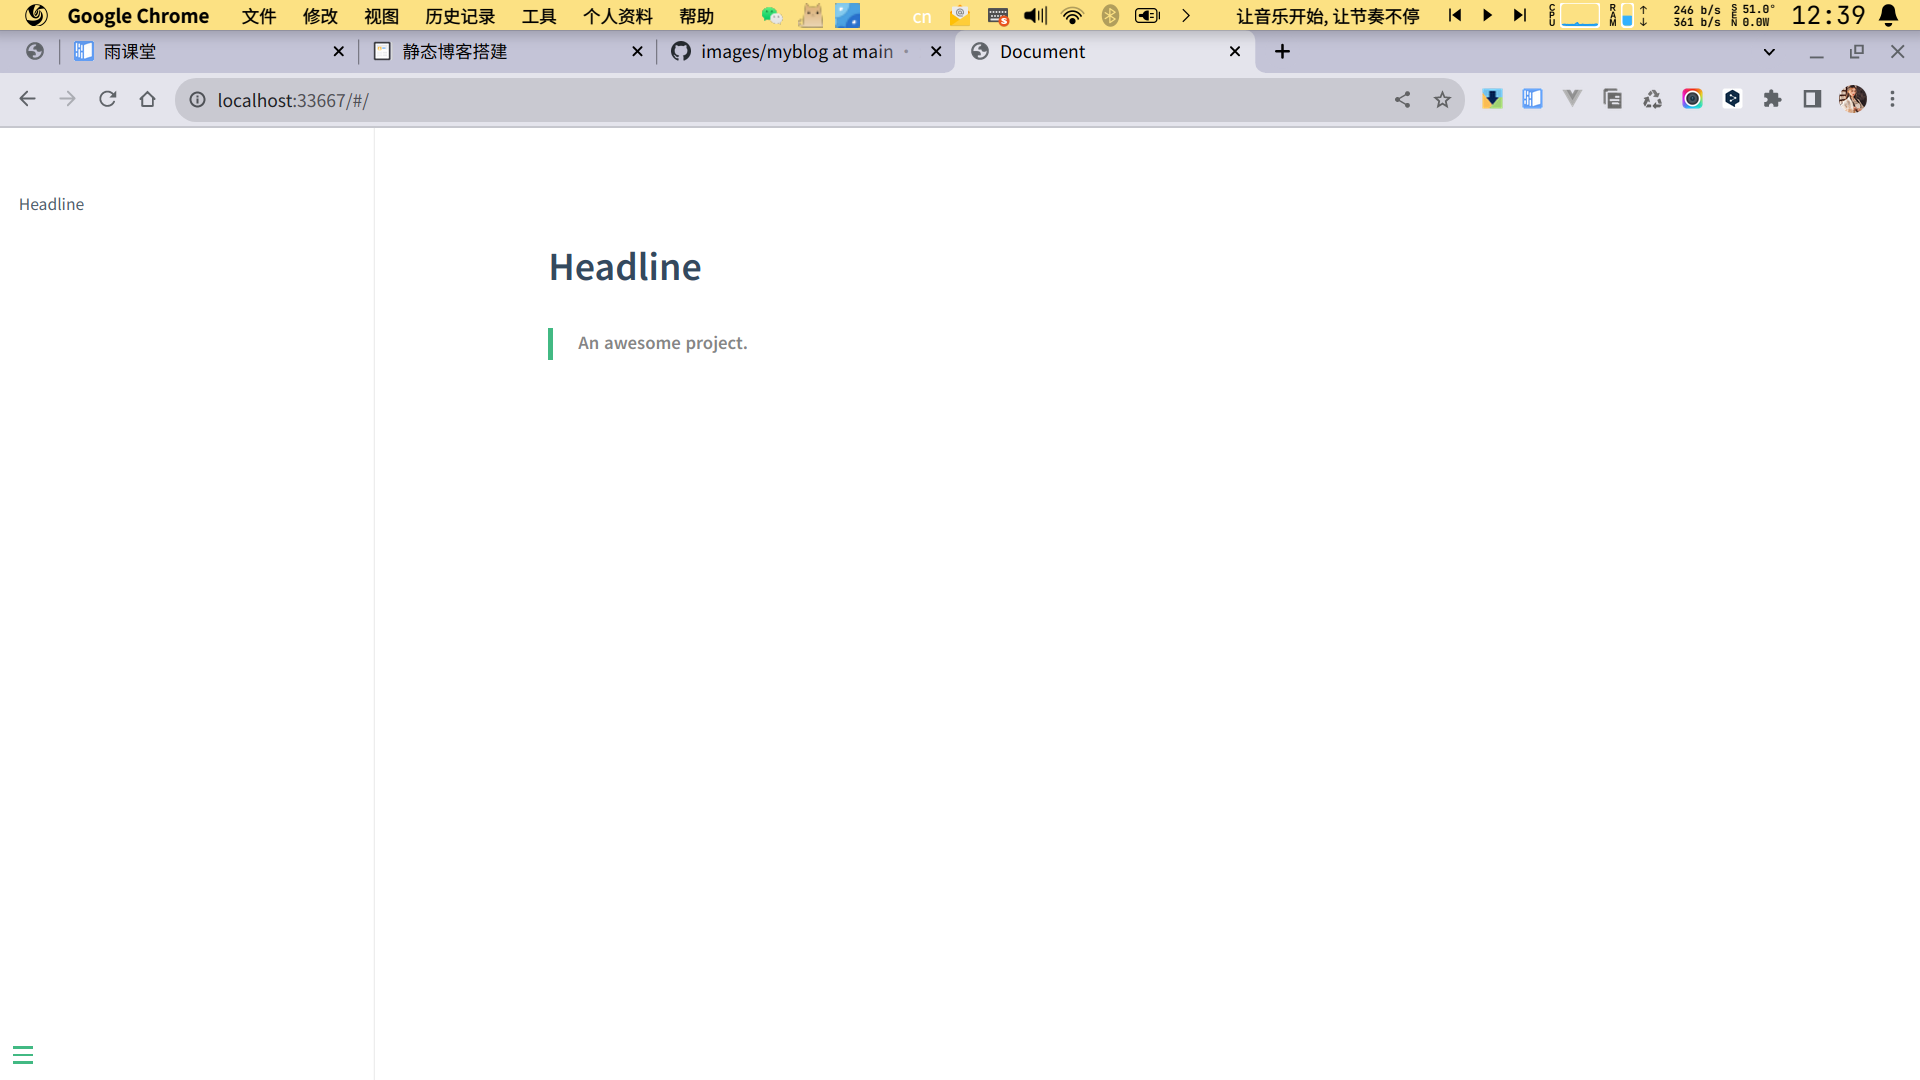 Google Chrome 文件 修改 视图 历史记录 工具 个人资料 帮助 cn 让音乐开始, 让节奏不停 CPU RAM ↑ ↓ 246 b/s 361 b/s SEN 51.0° 0.0W 12:39
雨课堂 静态博客搭建 images/myblog at main · Document
localhost:33667/#/
Headline
Headline
An awesome project.